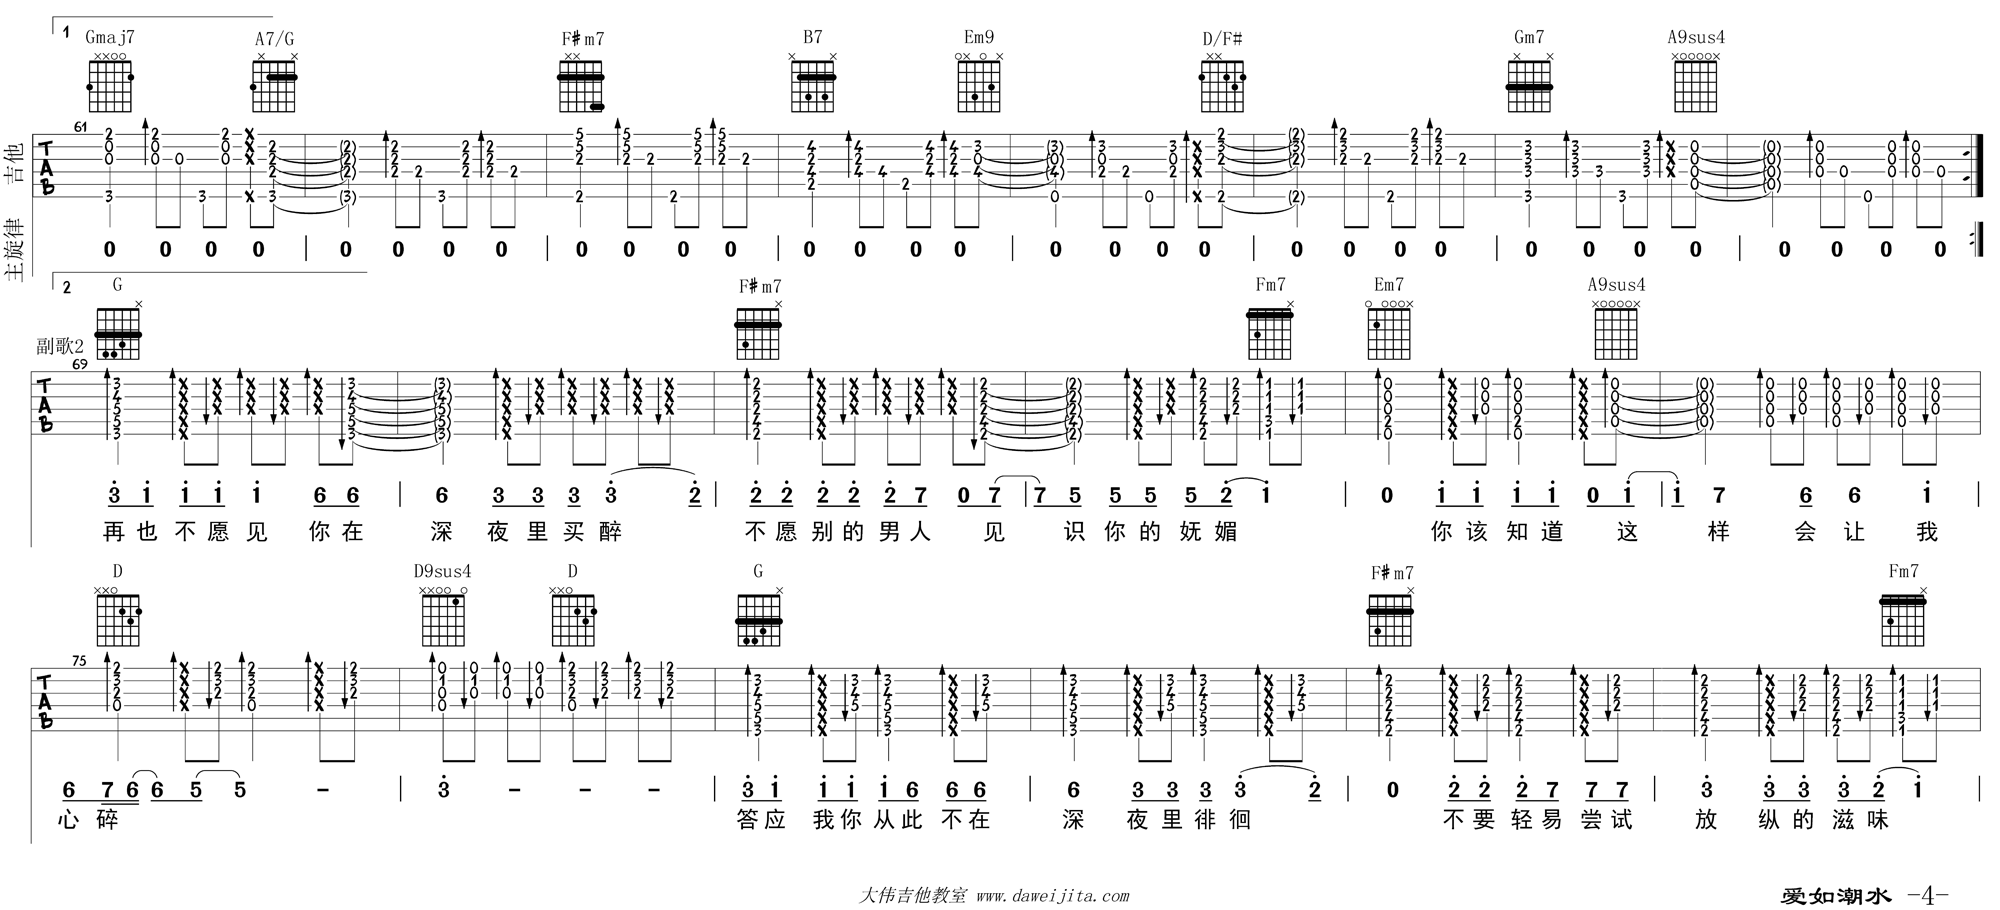 1
Gmaj7 A7/G F#m7 B7 Em9 D/F# Gm7 A9sus4
61
吉他 TAB
主旋律 0 0 0 0 | 0 0 0 0 | 0 0 0 0 | 0 0 0 0 | 0 0 0 0 | 0 0 0 0 | 0 0 0 0 | 0 0 0 0
2
G F#m7 Fm7 Em7 A9sus4
副歌2
69
TAB
3 1 1 1 1 6 6 | 6 3 3 3 3 2 | 2 2 2 2 2 7 0 7 | 7 5 5 5 5 2 1 | 0 1 1 1 1 0 1 | 1 7 6 6 1 |
再也不愿见你在深夜里买醉 不愿别的男人见识你的妩媚 你该知道这样会让我
D D9sus4 D G F#m7 Fm7
75
TAB
6 7 6 6 5 5 - | 3 - - - | 3 1 1 1 1 6 6 6 | 6 3 3 3 3 2 | 0 2 2 2 7 7 7 | 3 3 3 3 2 1 |
心碎 答应我你从此不在深夜里徘徊 不要轻易尝试放纵的滋味
大伟吉他教室 www.daweijita.com
爱如潮水 -4-